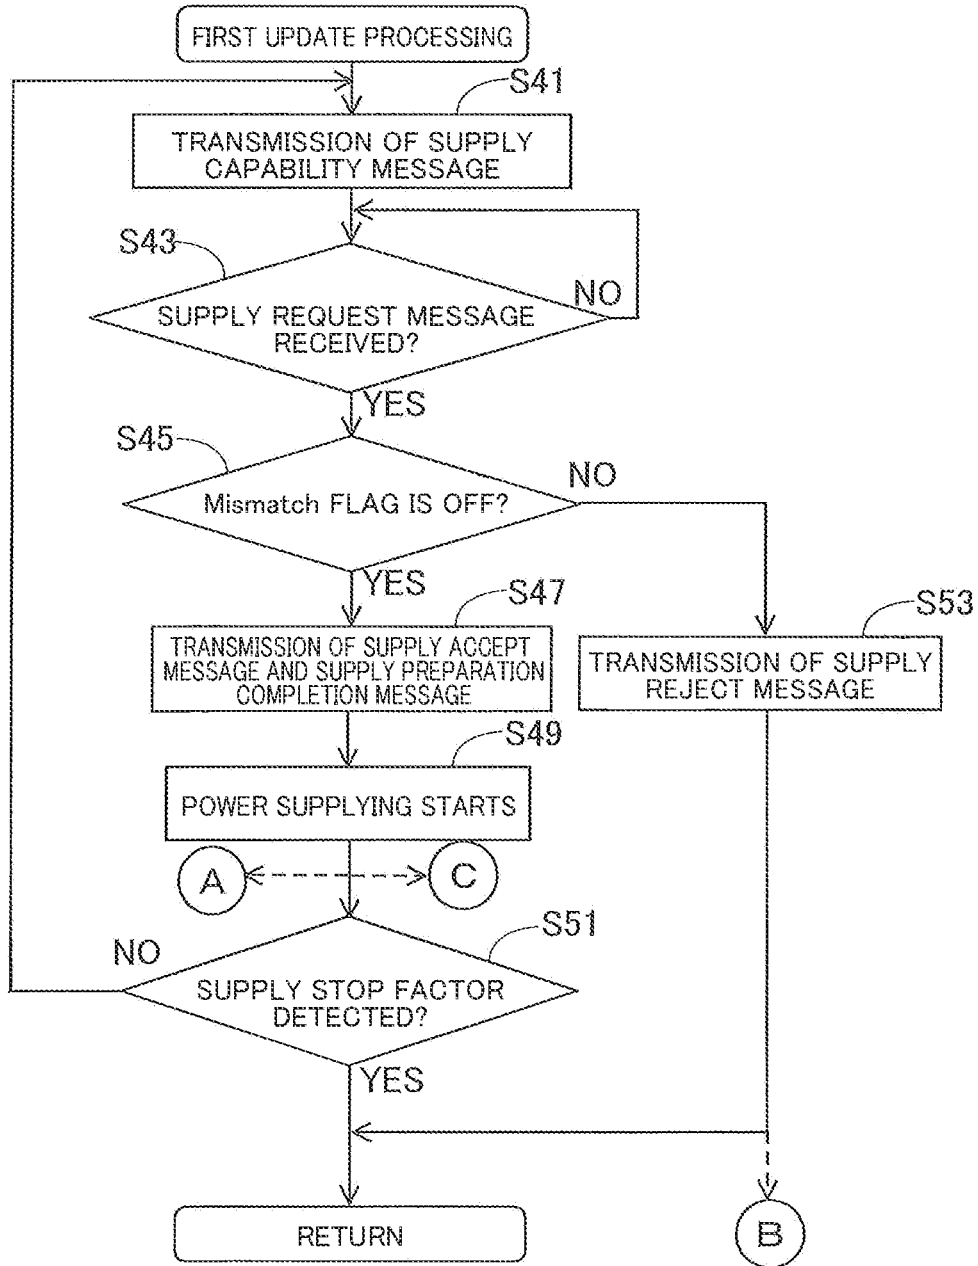 FIRST UPDATE PROCESSING
S41
TRANSMISSION OF SUPPLY
CAPABILITY MESSAGE
S43
NO
SUPPLY REQUEST MESSAGE
RECEIVED?
YES
S45
NO
Mismatch FLAG IS OFF?
YES
S47
S53
TRANSMISSION OF SUPPLY ACCEPT
MESSAGE AND SUPPLY PREPARATION
COMPLETION MESSAGE
TRANSMISSION OF SUPPLY
REJECT MESSAGE
S49
POWER SUPPLYING STARTS
A
C
S51
NO
SUPPLY STOP FACTOR
DETECTED?
YES
RETURN
B